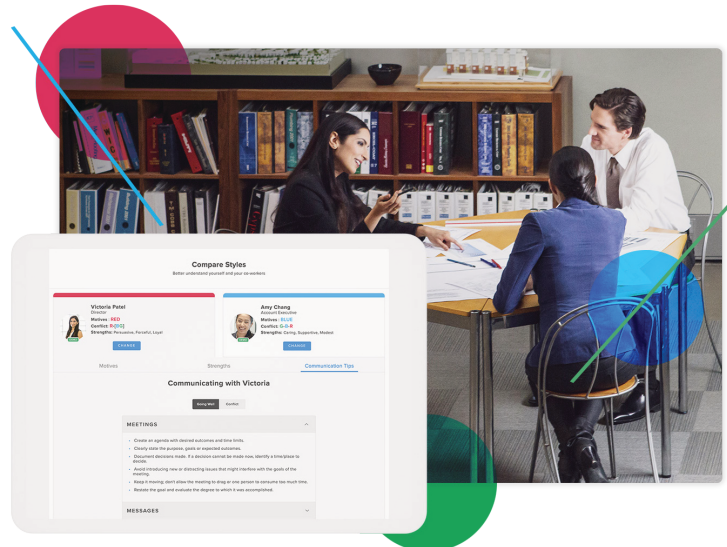 Compare Styles
Better understand yourself and your co-workers
Victoria Patel
Director
Motives : RED
Conflict: R-[BG]
Strengths: Persuasive, Forceful, Loyal
CHANGE
Amy Chang
Account Executive
Motives : BLUE
Conflict: G-B-R
Strengths: Caring, Supportive, Modest
CHANGE
Motives Strengths Communication Tips
Communicating with Victoria
Going Well Conflict
MEETINGS
• Create an agenda with desired outcomes and time limits.
• Clearly state the purpose, goals or expected outcomes.
• Document decisions made. If a decision cannot be made now, identify a time/place to
decide.
• Avoid introducing new or distracting issues that might interfere with the goals of the
meeting.
• Keep it moving; don't allow the meeting to drag or one person to consume too much time.
• Restate the goal and evaluate the degree to which it was accomplished.
MESSAGES